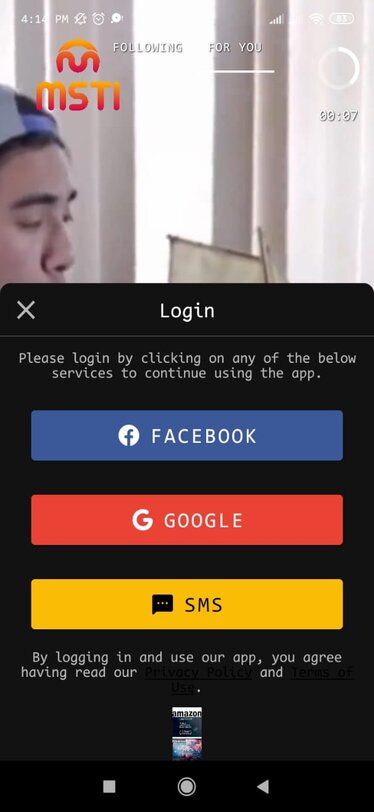 4:14 PM
83
FOLLOWING FOR YOU
MSTI
00:07
Login
Please login by clicking on any of the below
services to continue using the app.
FACEBOOK
GOOGLE
SMS
By logging in and use our app, you agree
having read our Privacy Policy and Terms of
Use.
amazon